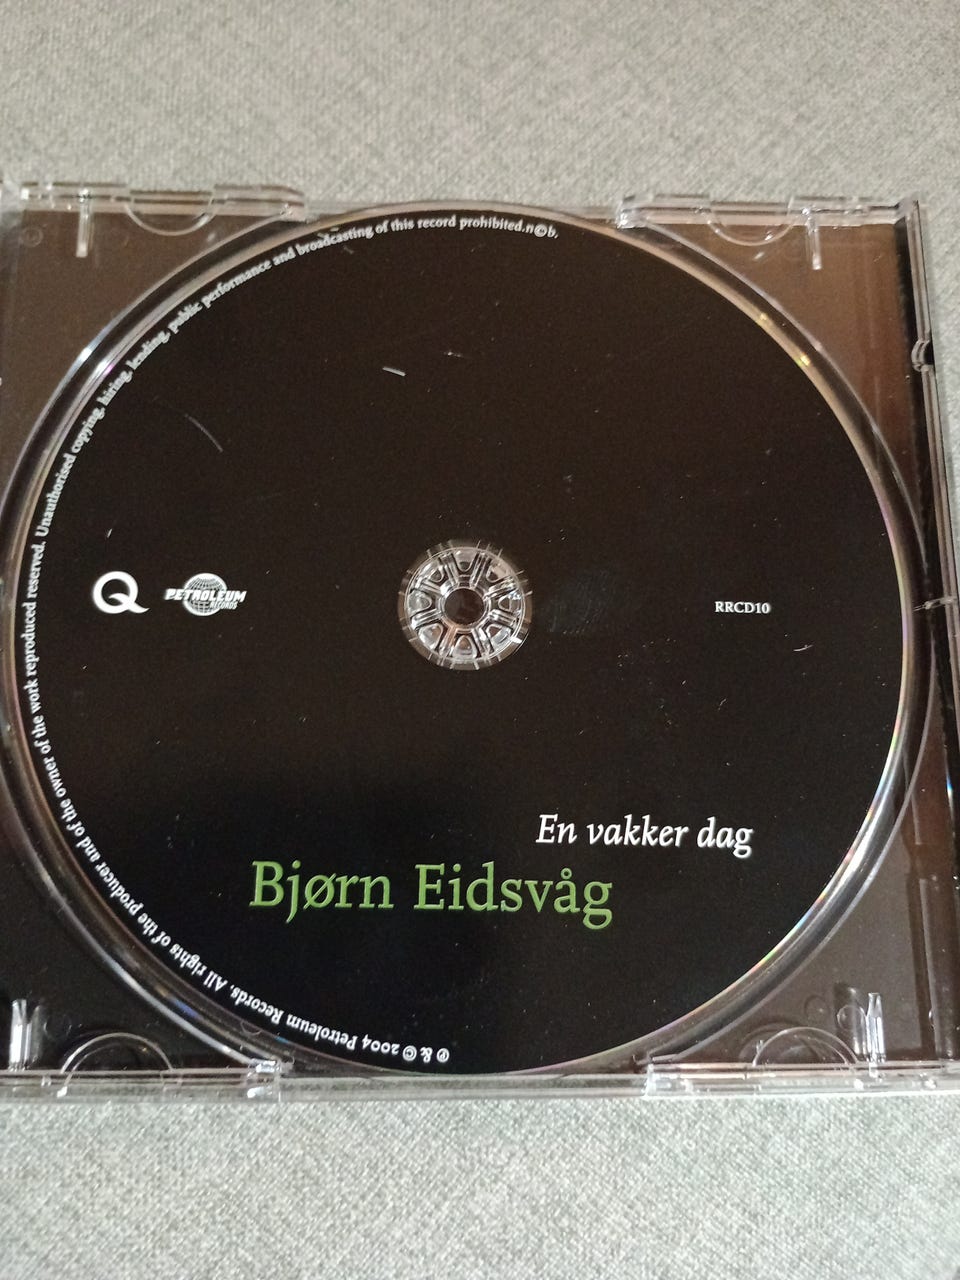 ℗ & © 2004 Petroleum Records. All rights of the producer and of the owner of the work reproduced reserved. Unauthorised copying, hiring, lending, public performance and broadcasting of this record prohibited.n©b,
Q
PETROLEUM
RECORDS
RRCD10
En vakker dag
Bjørn Eidsvåg